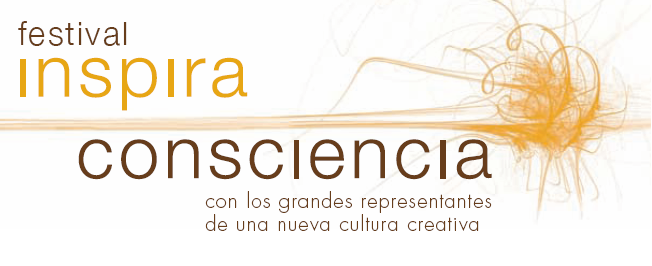 festival
inspira
consciencia
con los grandes representantes
de una nueva cultura creativa